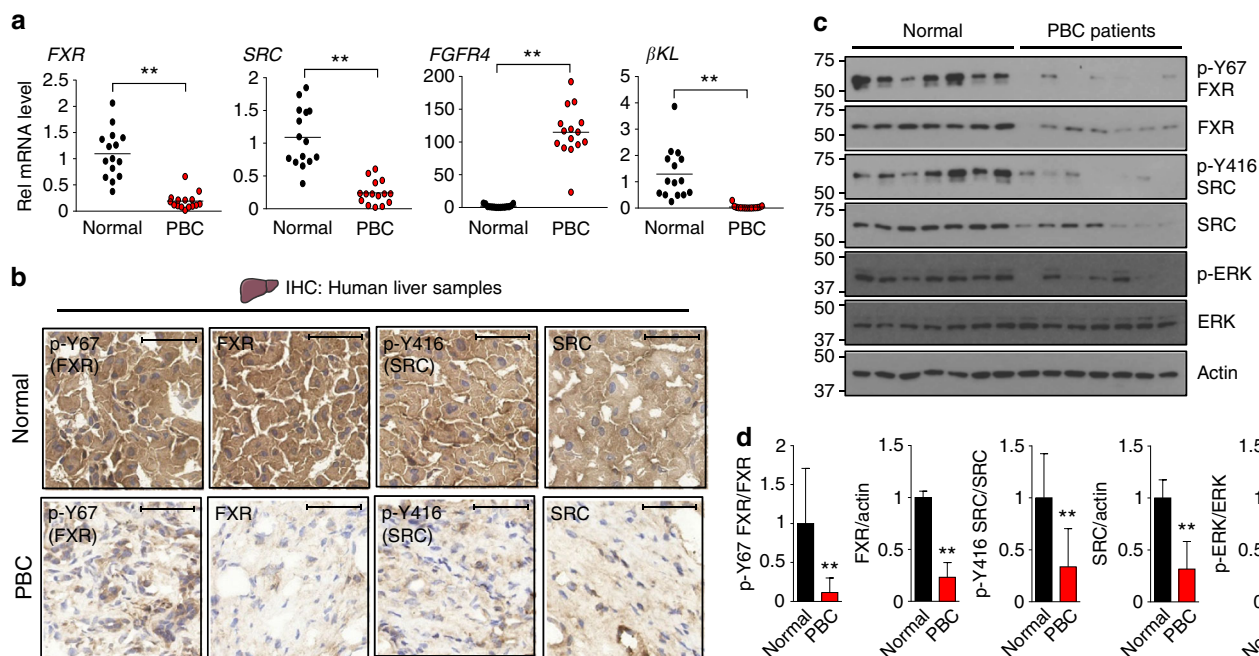 a
FXR
SRC
FGFR4
βKL
**
**
**
**
Rel mRNA level
2.5
2
1.5
1
0.5
0
2
1.5
1
0.5
0
200
150
100
50
0
5
4
3
2
1
0
Normal PBC
Normal PBC
Normal PBC
Normal PBC
b
IHC: Human liver samples
Normal
p-Y67
(FXR)
FXR
p-Y416
(SRC)
SRC
PBC
p-Y67
(FXR)
FXR
p-Y416
(SRC)
SRC
c
Normal PBC patients
75
50
p-Y67
FXR
75
50
FXR
75
50
p-Y416
SRC
75
50
SRC
50
37
p-ERK
50
37
ERK
50
37
Actin
d
p-Y67 FXR/FXR
2
1.5
1
0.5
0
**
Normal
PBC
FXR/actin
1.5
1
0.5
0
**
Normal
PBC
p-Y416 SRC/SRC
1.5
1
0.5
0
**
Normal
PBC
SRC/actin
1.5
1
0.5
0
**
Normal
PBC
p-ERK/ERK